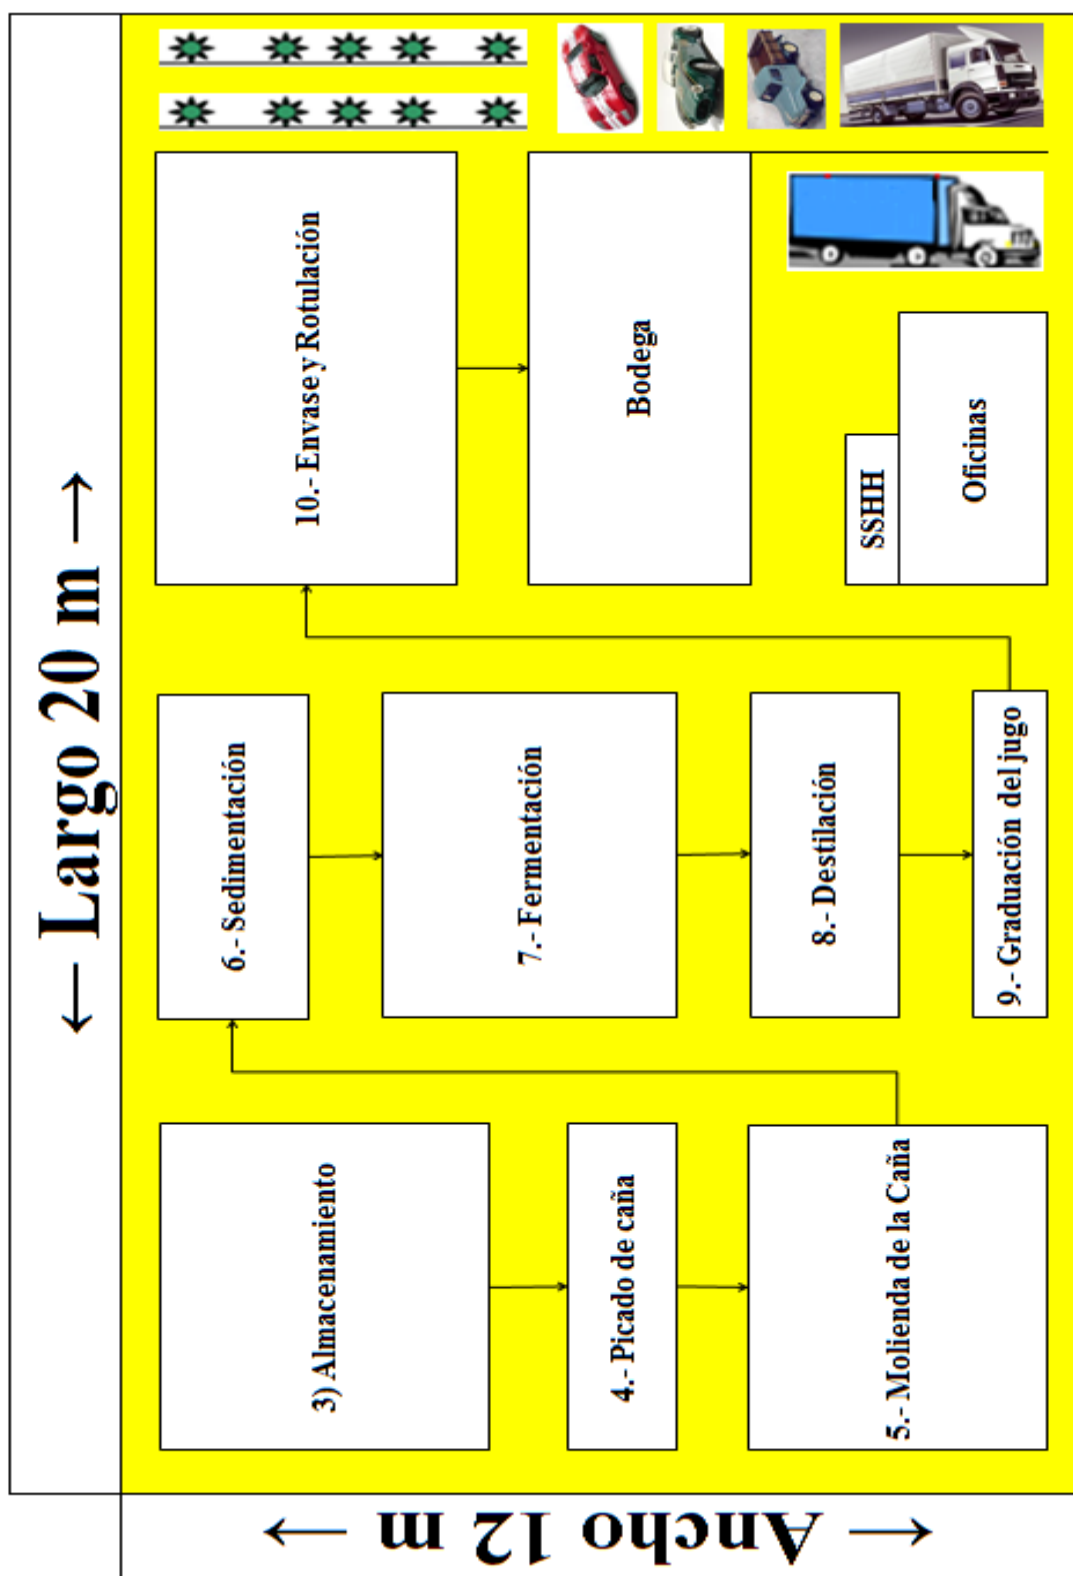 Largo 20 m
3) Almacenamiento
4.- Picado de caña
5.- Molienda de la Caña
6.- Sedimentación
7.- Fermentación
8.- Destilación
9.- Graduación del jugo
10.- Envase y Rotulación
Bodega
SSHH
Oficinas
Ancho 12 m